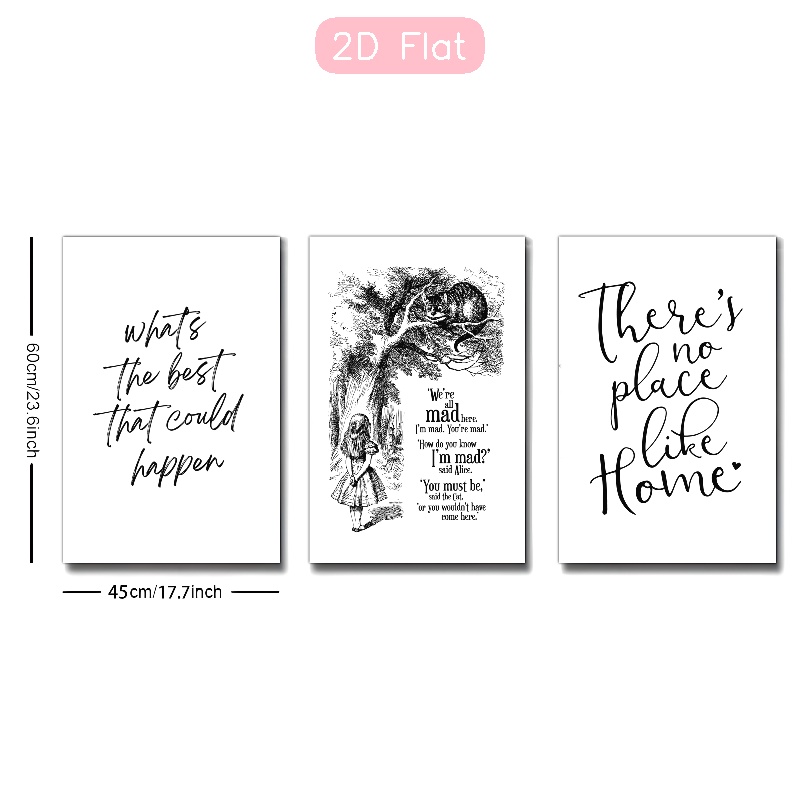 2D Flat
60cm/23.6inch
what's
the best
that could
happen
"We're
all
mad here.
I'm mad. You're mad."
"How do you know
I'm mad?"
said Alice.
"You must be,"
said the Cat,
"or you wouldn't have
come here."
There's
no
place
like
Home
45cm/17.7inch